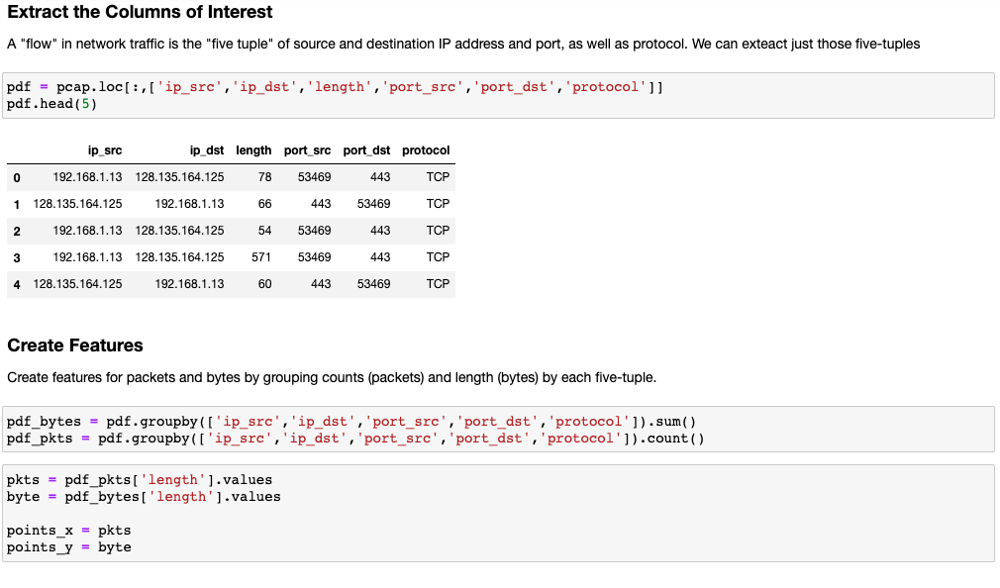 Extract the Columns of Interest
A "flow" in network traffic is the "five tuple" of source and destination IP address and port, as well as protocol. We can exteact just those five-tuples
pdf = pcap.loc[:,['ip_src','ip_dst','length','port_src','port_dst','protocol']]
pdf.head(5)
ip_src ip_dst length port_src port_dst protocol
0 192.168.1.13 128.135.164.125 78 53469 443 TCP
1 128.135.164.125 192.168.1.13 66 443 53469 TCP
2 192.168.1.13 128.135.164.125 54 53469 443 TCP
3 192.168.1.13 128.135.164.125 571 53469 443 TCP
4 128.135.164.125 192.168.1.13 60 443 53469 TCP
Create Features
Create features for packets and bytes by grouping counts (packets) and length (bytes) by each five-tuple.
pdf_bytes = pdf.groupby(['ip_src','ip_dst','port_src','port_dst','protocol']).sum()
pdf_pkts = pdf.groupby(['ip_src','ip_dst','port_src','port_dst','protocol']).count()
pkts = pdf_pkts['length'].values
byte = pdf_bytes['length'].values
points_x = pkts
points_y = byte